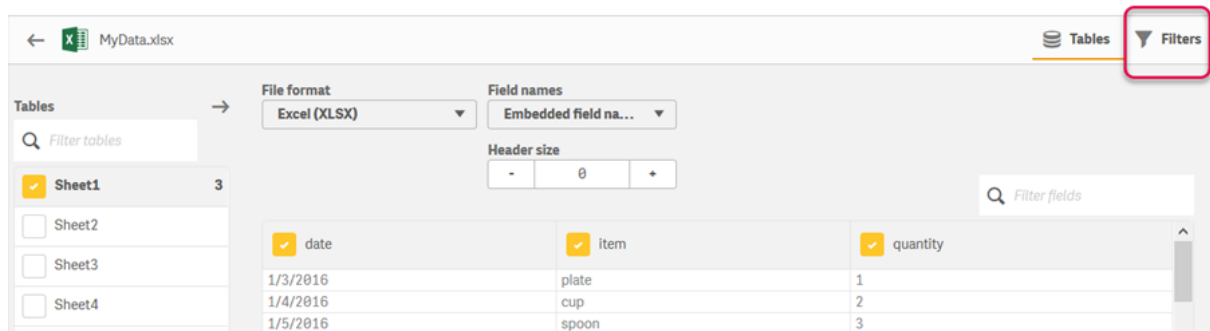 MyData.xlsx
Tables
Filters
Tables
Filter tables
Sheet1 3
Sheet2
Sheet3
Sheet4
File format
Excel (XLSX)
Field names
Embedded field na...
Header size
- 0 +
Filter fields
date item quantity
1/3/2016 plate 1
1/4/2016 cup 2
1/5/2016 spoon 3